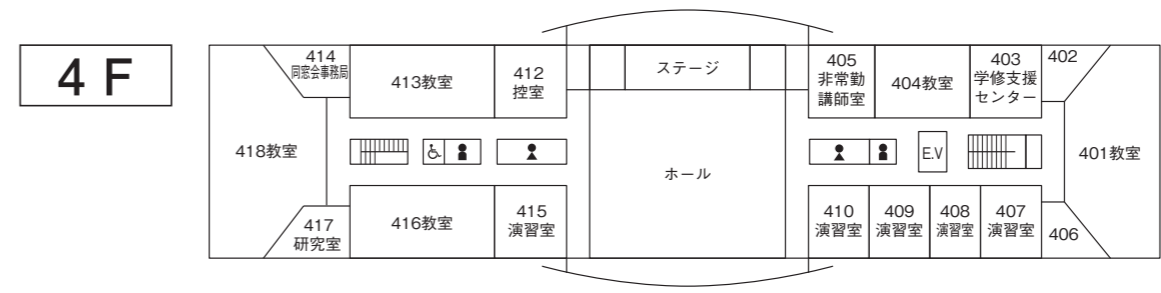 4 F
414
同窓会事務局
413教室
412
控室
ステージ
405
非常勤
講師室
404教室
403
学修支援
センター
402
418教室
ホール
E.V
401教室
417
研究室
416教室
415
演習室
410
演習室
409
演習室
408
演習室
407
演習室
406